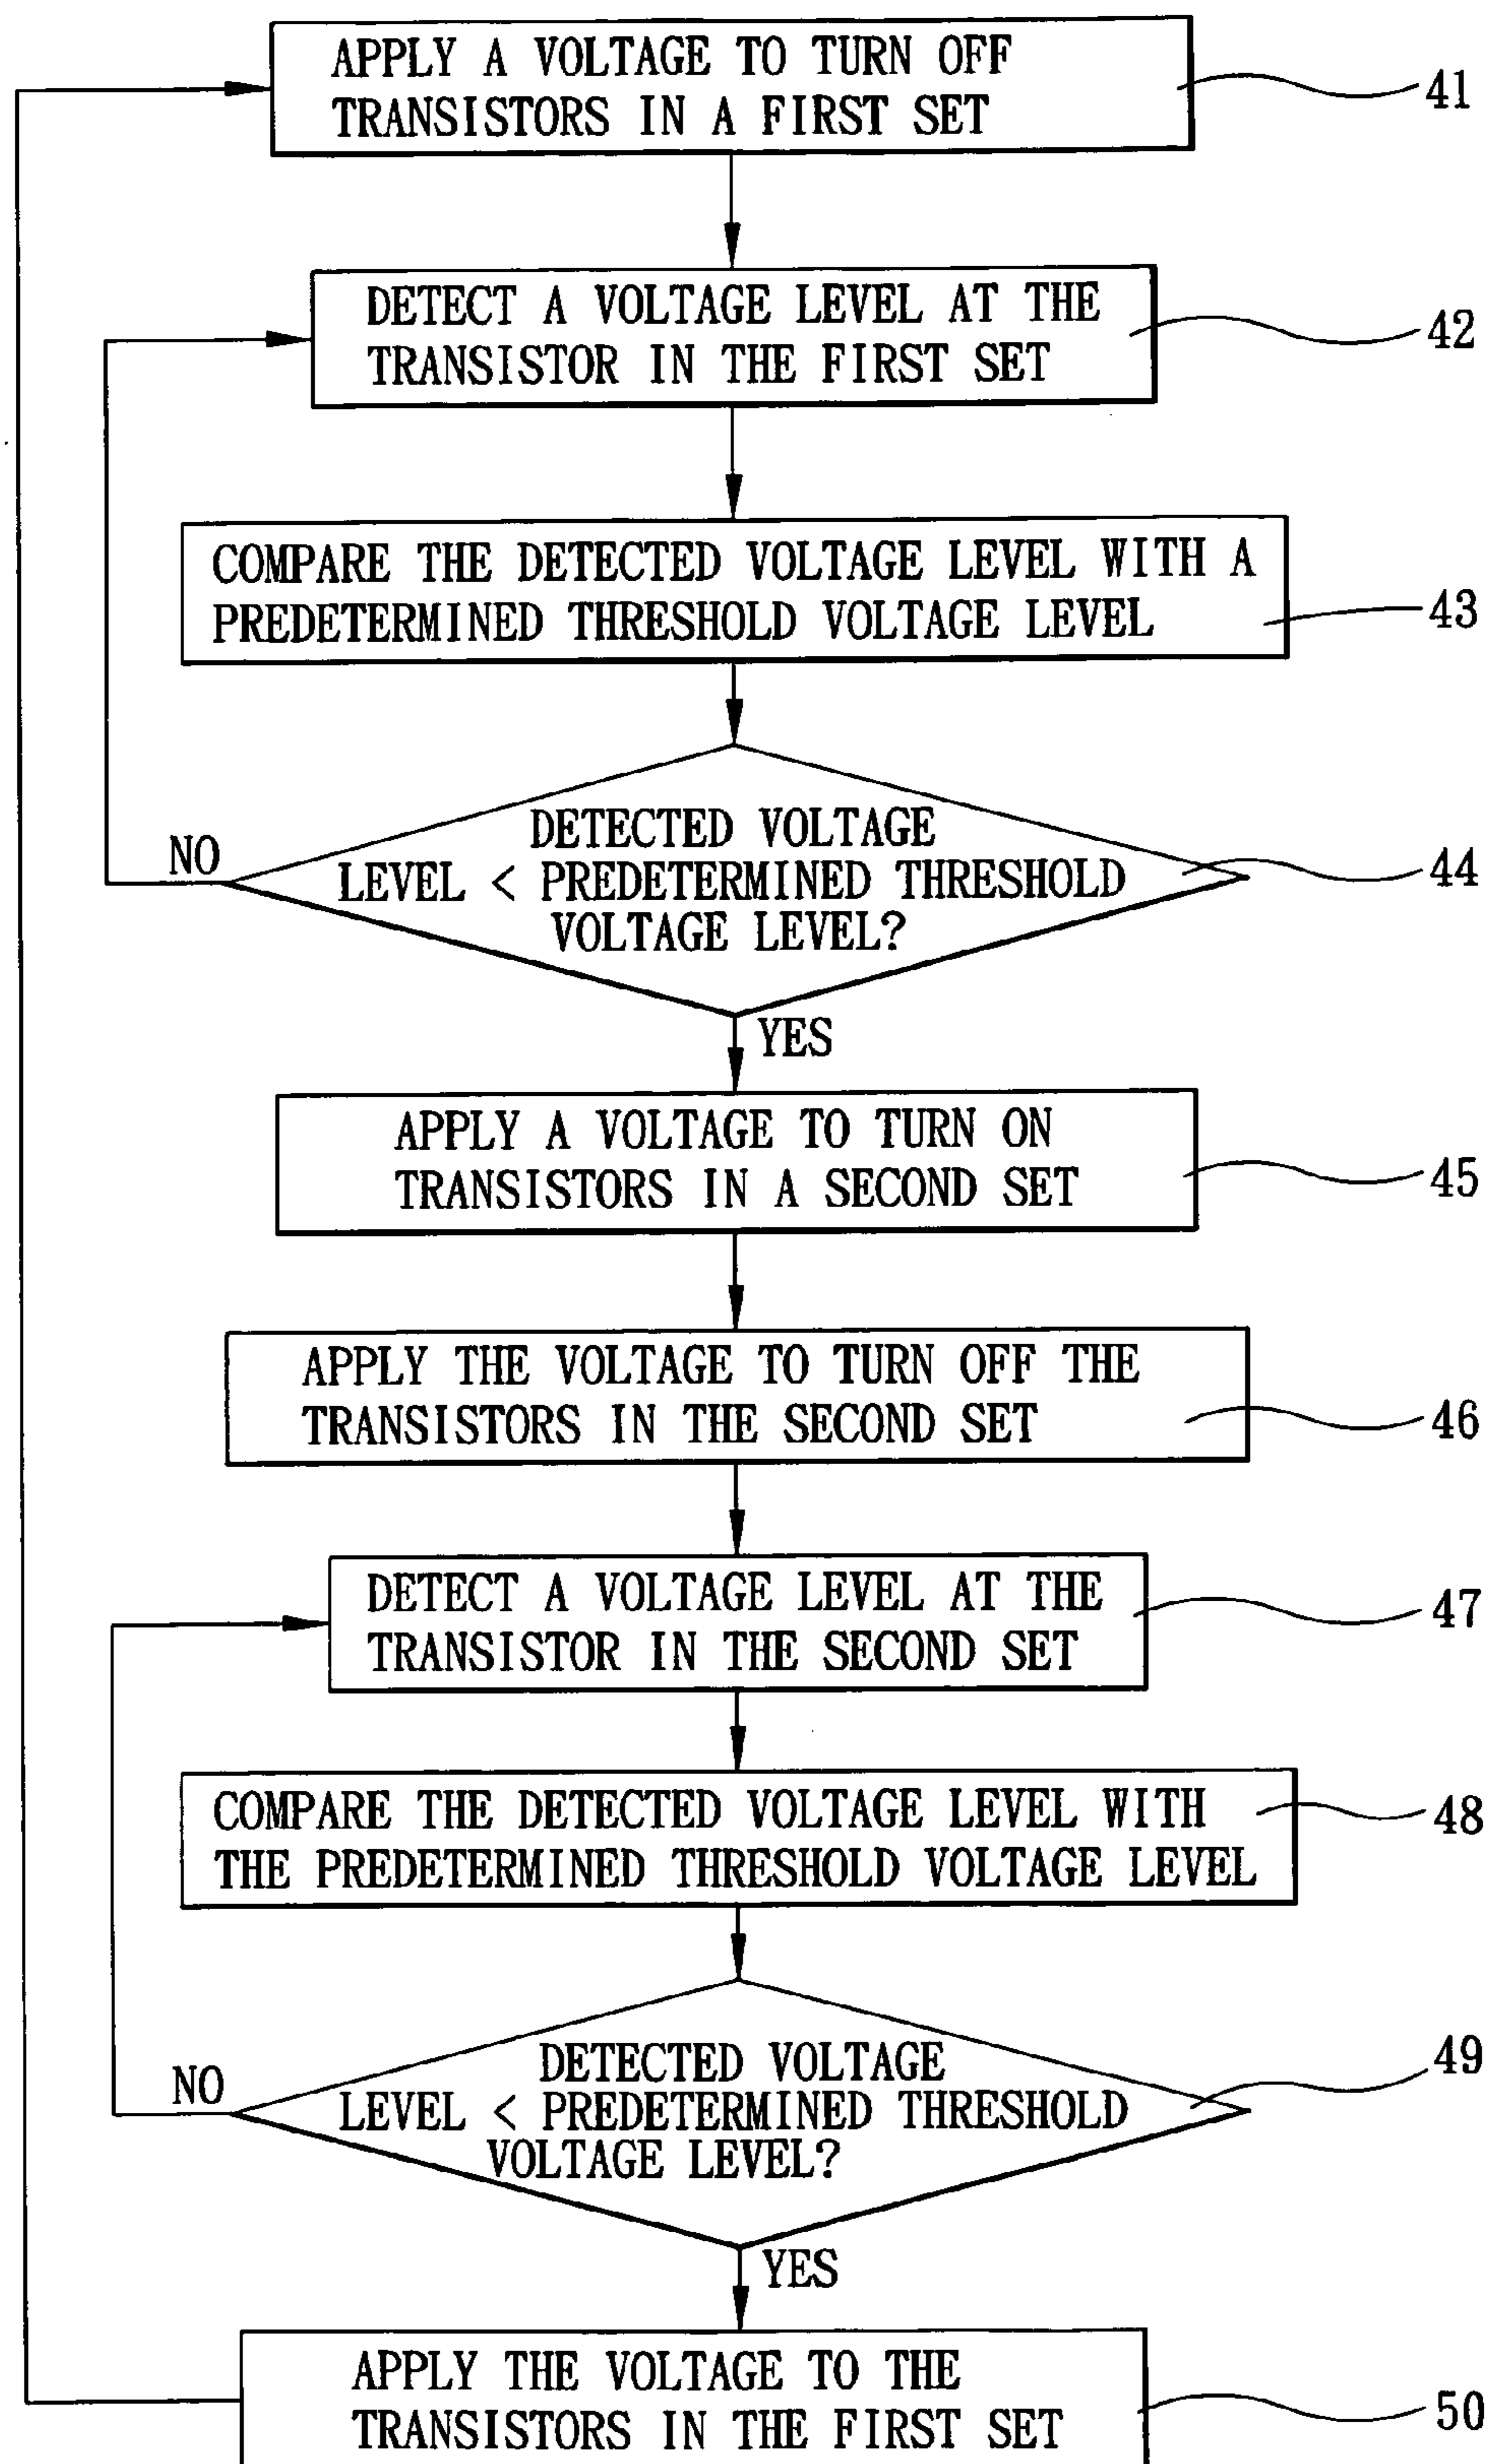 APPLY A VOLTAGE TO TURN OFF
TRANSISTORS IN A FIRST SET
41
DETECT A VOLTAGE LEVEL AT THE
TRANSISTOR IN THE FIRST SET
42
COMPARE THE DETECTED VOLTAGE LEVEL WITH A
PREDETERMINED THRESHOLD VOLTAGE LEVEL
43
DETECTED VOLTAGE
LEVEL < PREDETERMINED THRESHOLD
VOLTAGE LEVEL?
44
NO
YES
APPLY A VOLTAGE TO TURN ON
TRANSISTORS IN A SECOND SET
45
APPLY THE VOLTAGE TO TURN OFF THE
TRANSISTORS IN THE SECOND SET
46
DETECT A VOLTAGE LEVEL AT THE
TRANSISTOR IN THE SECOND SET
47
COMPARE THE DETECTED VOLTAGE LEVEL WITH
THE PREDETERMINED THRESHOLD VOLTAGE LEVEL
48
DETECTED VOLTAGE
LEVEL < PREDETERMINED THRESHOLD
VOLTAGE LEVEL?
49
NO
YES
APPLY THE VOLTAGE TO THE
TRANSISTORS IN THE FIRST SET
50